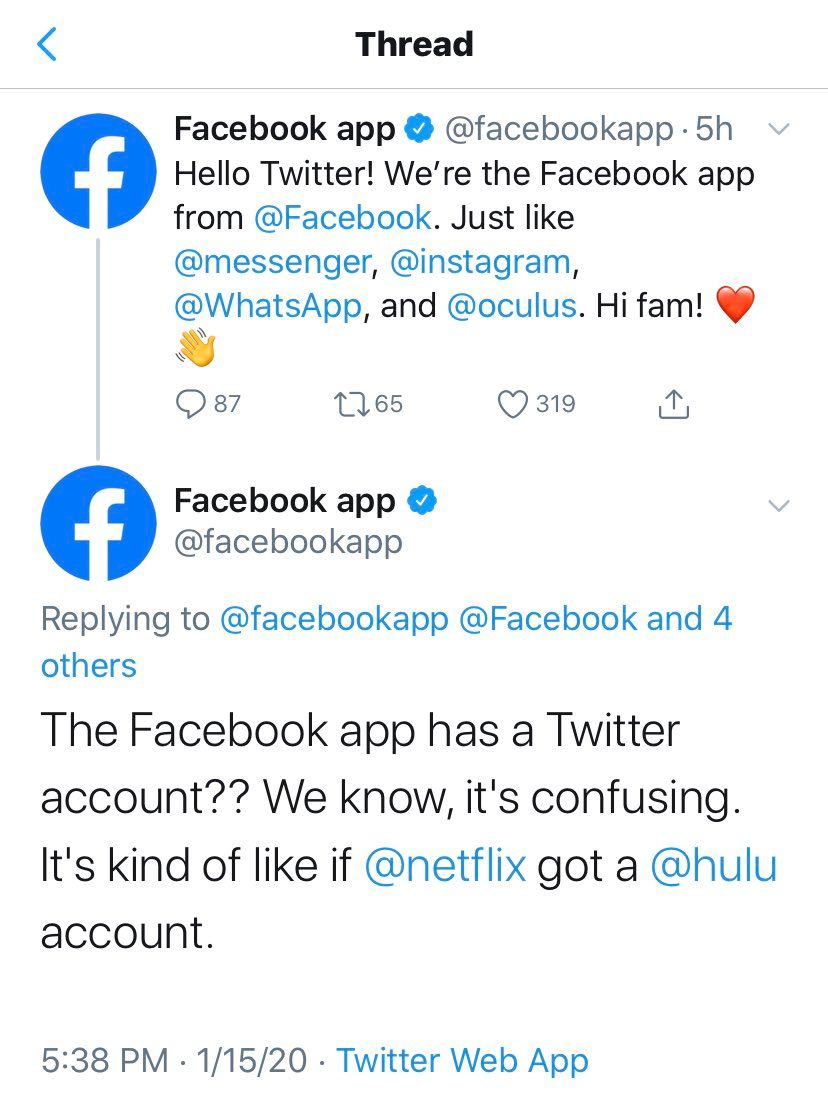 Thread
Facebook app @facebookapp · 5h
Hello Twitter! We’re the Facebook app
from @Facebook. Just like
@messenger, @instagram,
@WhatsApp, and @oculus. Hi fam! ❤️
👋
87 65 319
Facebook app
@facebookapp
Replying to @facebookapp @Facebook and 4
others
The Facebook app has a Twitter
account?? We know, it's confusing.
It's kind of like if @netflix got a @hulu
account.
5:38 PM · 1/15/20 · Twitter Web App